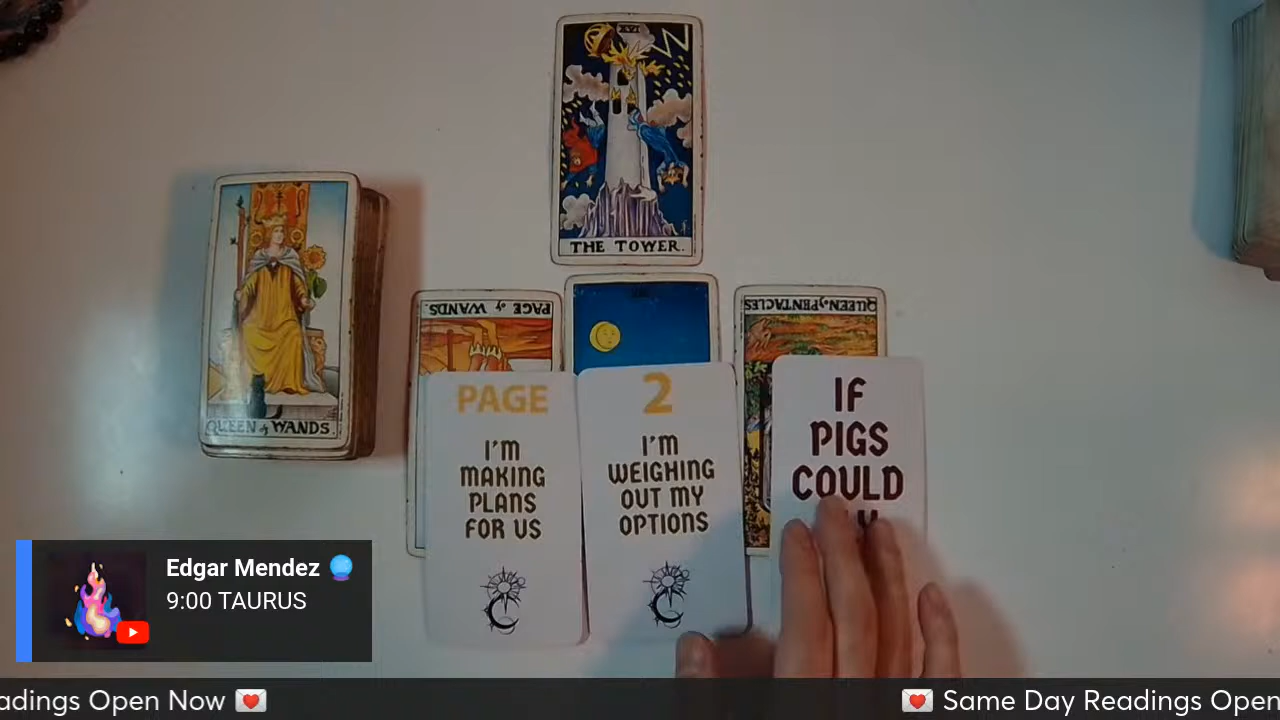 XVI
THE TOWER.
QUEEN of WANDS.
PAGE of WANDS.
QUEEN of PENTACLES
PAGE
I'M
MAKING
PLANS
FOR US
2
I'M
WEIGHING
OUT MY
OPTIONS
IF
PIGS
COULD
Edgar Mendez 🔮
9:00 TAURUS
adings Open Now 💌
💌 Same Day Readings Open